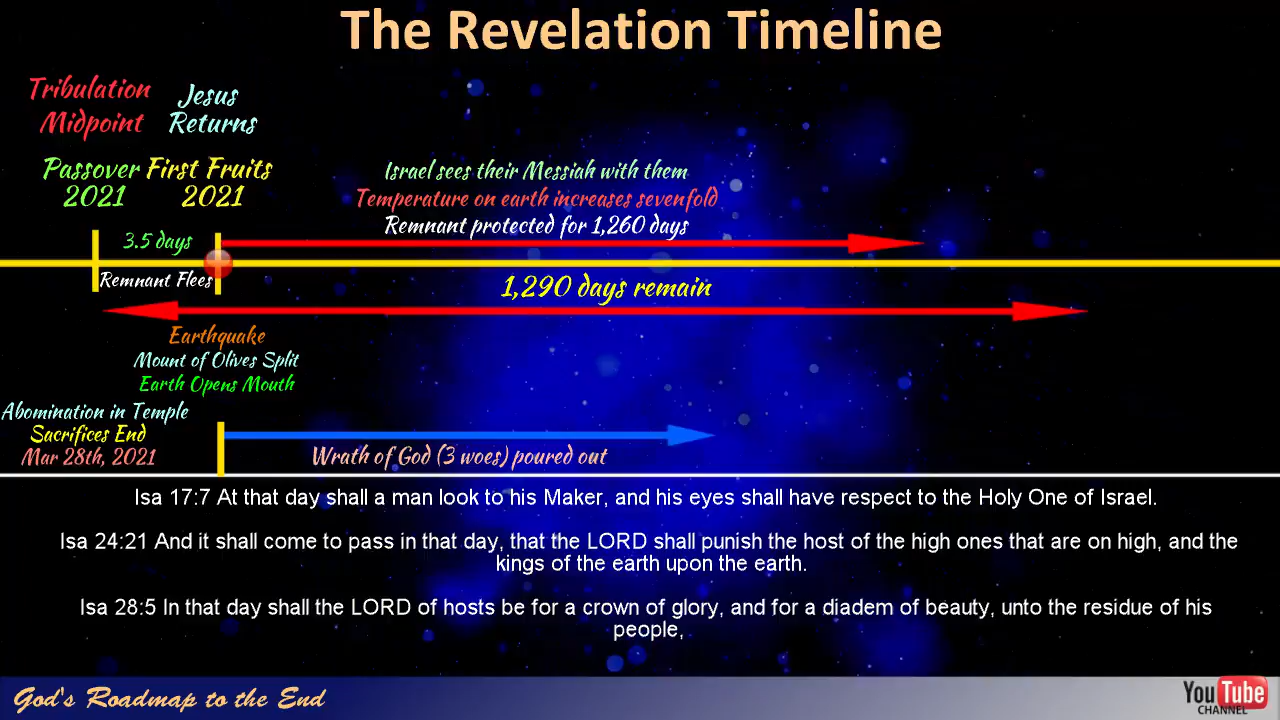 The Revelation Timeline
Tribulation
Midpoint
Jesus
Returns
Passover
2021
First Fruits
2021
Israel sees their Messiah with them
Temperature on earth increases sevenfold
Remnant protected for 1,260 days
3.5 days
Remnant Flees
1,290 days remain
Earthquake
Mount of Olives Split
Earth Opens Mouth
Abomination in Temple
Sacrifices End
Mar 28th, 2021
Wrath of God (3 woes) poured out
Isa 17:7 At that day shall a man look to his Maker, and his eyes shall have respect to the Holy One of Israel.
Isa 24:21 And it shall come to pass in that day, that the LORD shall punish the host of the high ones that are on high, and the
kings of the earth upon the earth.
Isa 28:5 In that day shall the LORD of hosts be for a crown of glory, and for a diadem of beauty, unto the residue of his
people,
God's Roadmap to the End
YouTube
CHANNEL